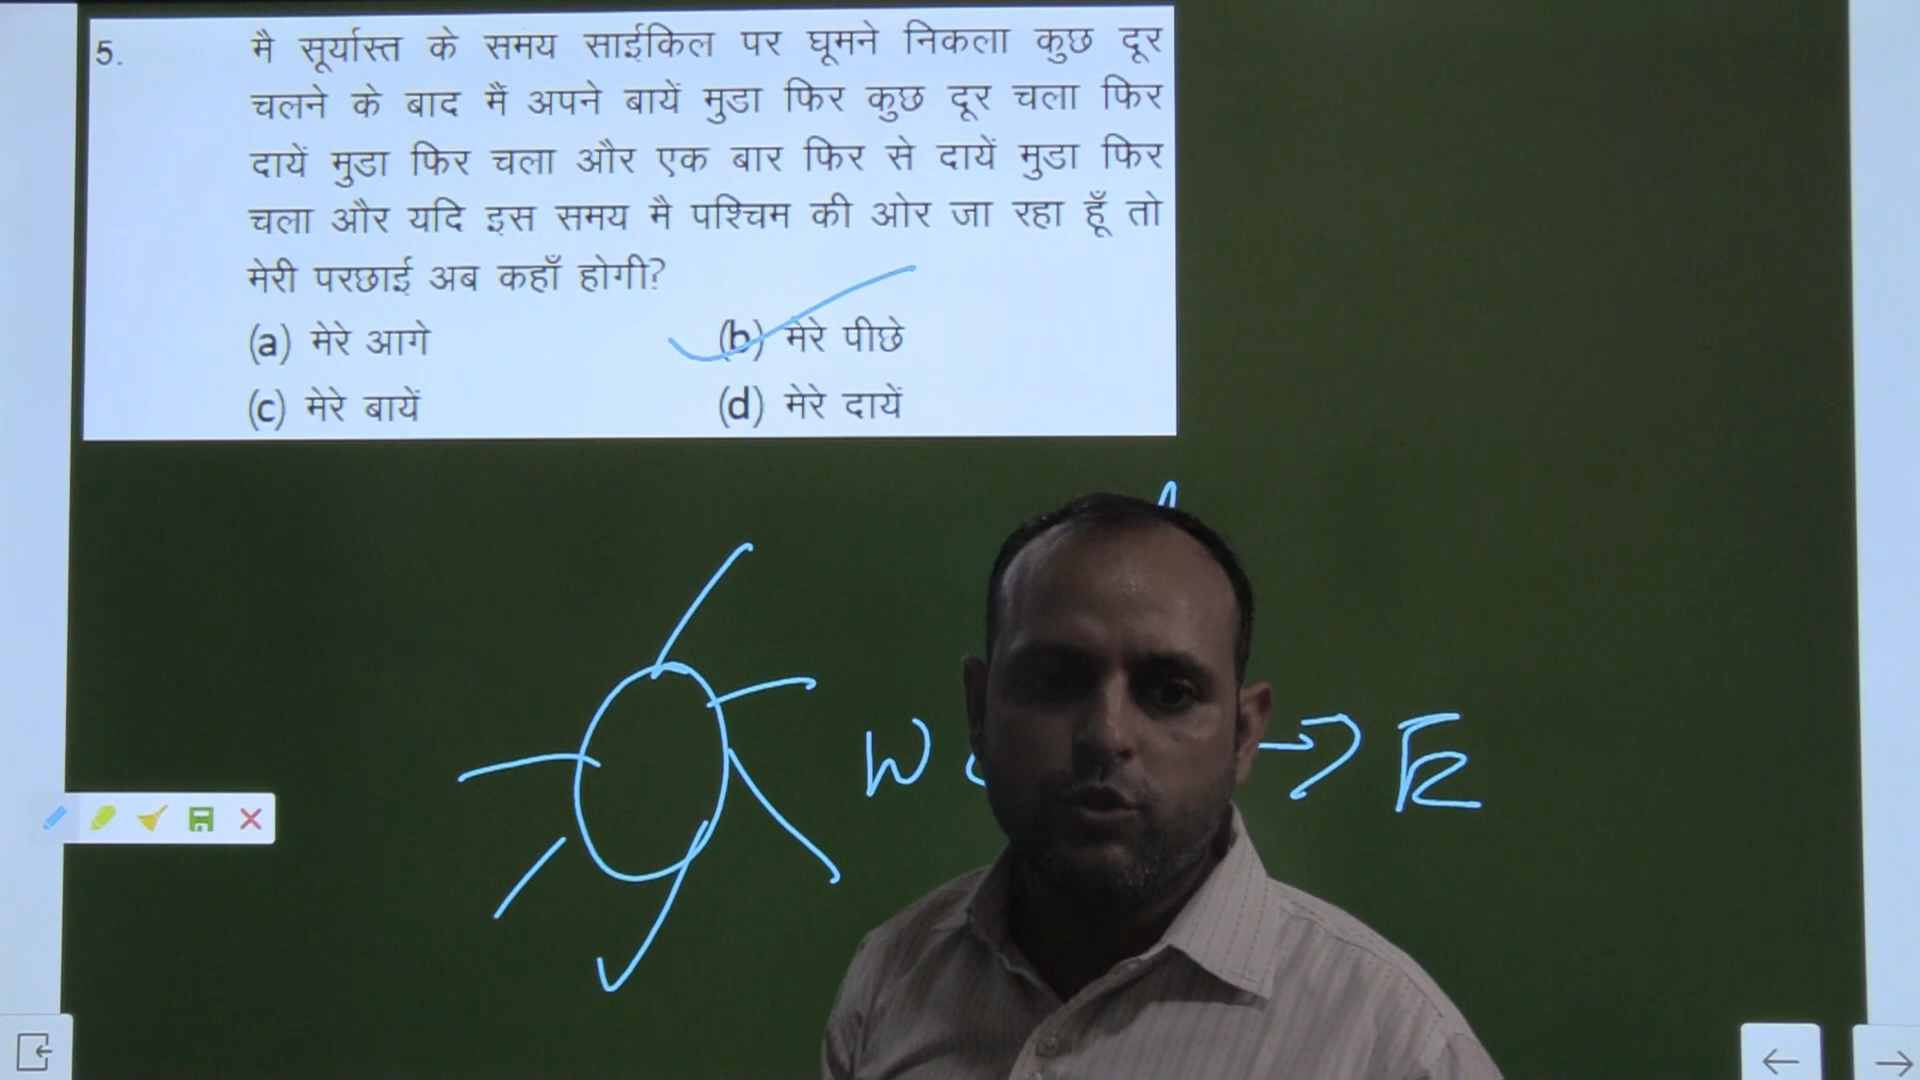 5. मै सूर्यास्त के समय साईकिल पर घूमने निकला कुछ दूर
चलने के बाद मैं अपने बायें मुडा फिर कुछ दूर चला फिर
दायें मुडा फिर चला और एक बार फिर से दायें मुडा फिर
चला और यदि इस समय मै पश्चिम की ओर जा रहा हूँ तो
मेरी परछाई अब कहाँ होगी?
(a) मेरे आगे (b) मेरे पीछे
(c) मेरे बायें (d) मेरे दायें
W E